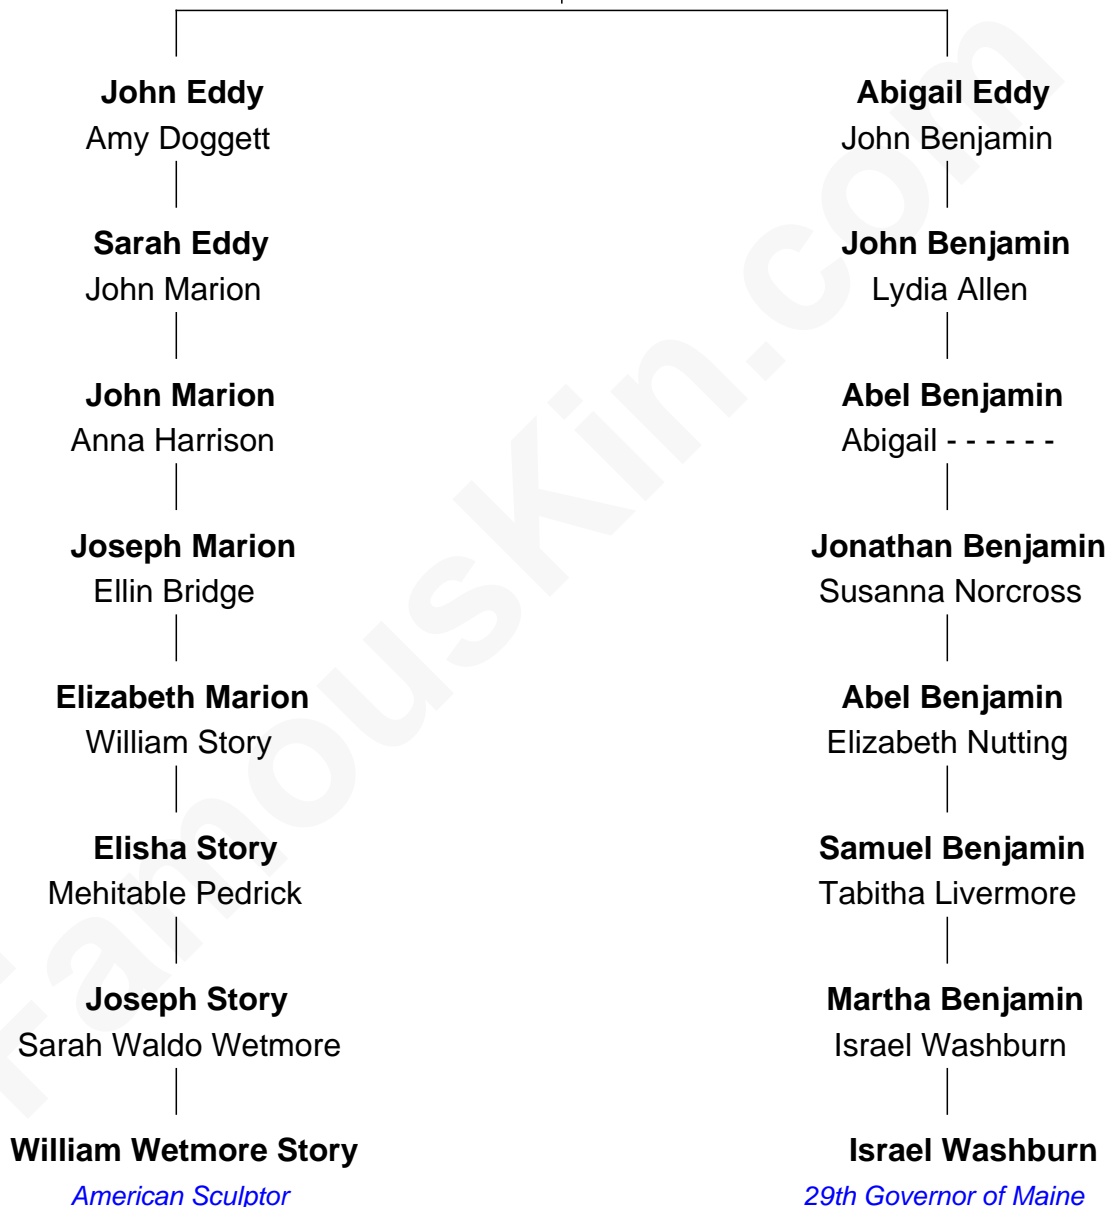 John Eddy
Amy Doggett
Sarah Eddy
John Marion
John Marion
Anna Harrison
Joseph Marion
Ellin Bridge
Elizabeth Marion
William Story
Elisha Story
Mehitable Pedrick
Joseph Story
Sarah Waldo Wetmore
William Wetmore Story
American Sculptor
Abigail Eddy
John Benjamin
John Benjamin
Lydia Allen
Abel Benjamin
Abigail - - - - - -
Jonathan Benjamin
Susanna Norcross
Abel Benjamin
Elizabeth Nutting
Samuel Benjamin
Tabitha Livermore
Martha Benjamin
Israel Washburn
Israel Washburn
29th Governor of Maine
FamousKin.com